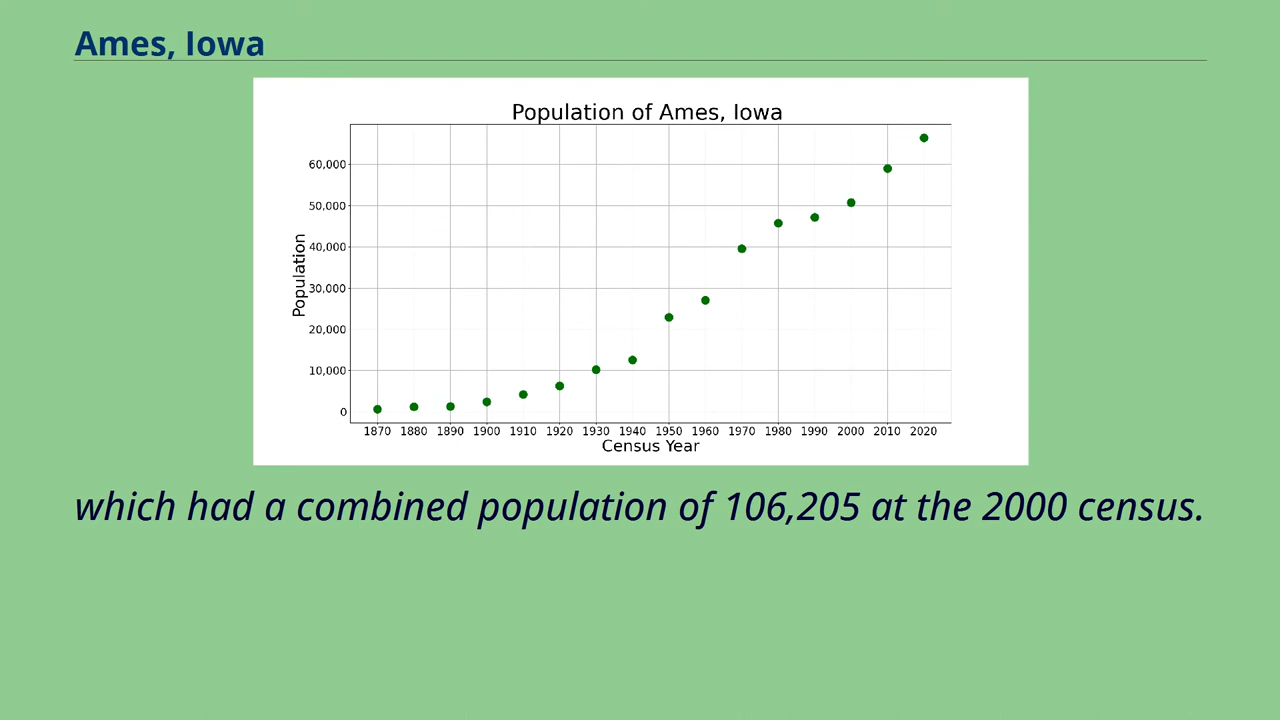 Ames, Iowa
Population of Ames, Iowa
Population
60,000
50,000
40,000
30,000
20,000
10,000
0
1870 1880 1890 1900 1910 1920 1930 1940 1950 1960 1970 1980 1990 2000 2010 2020
Census Year
which had a combined population of 106,205 at the 2000 census.